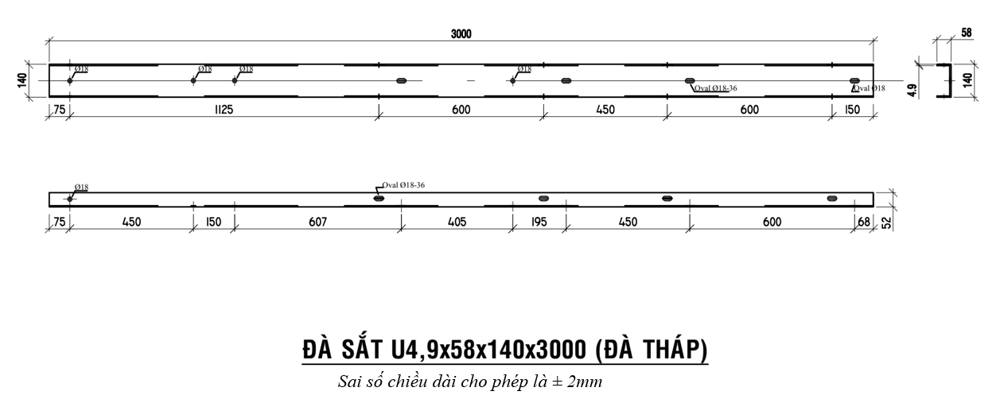 3000
58
Ø18
Ø18
Ø18
Ø18
140
Oval Ø18-36
Oval Ø18
4.9
140
75
1125
600
450
600
150
Ø18
Oval Ø18-36
75
450
150
607
405
195
450
600
68
52
ĐÀ SẮT U4,9x58x140x3000 (ĐÀ THÁP)
Sai số chiều dài cho phép là ± 2mm